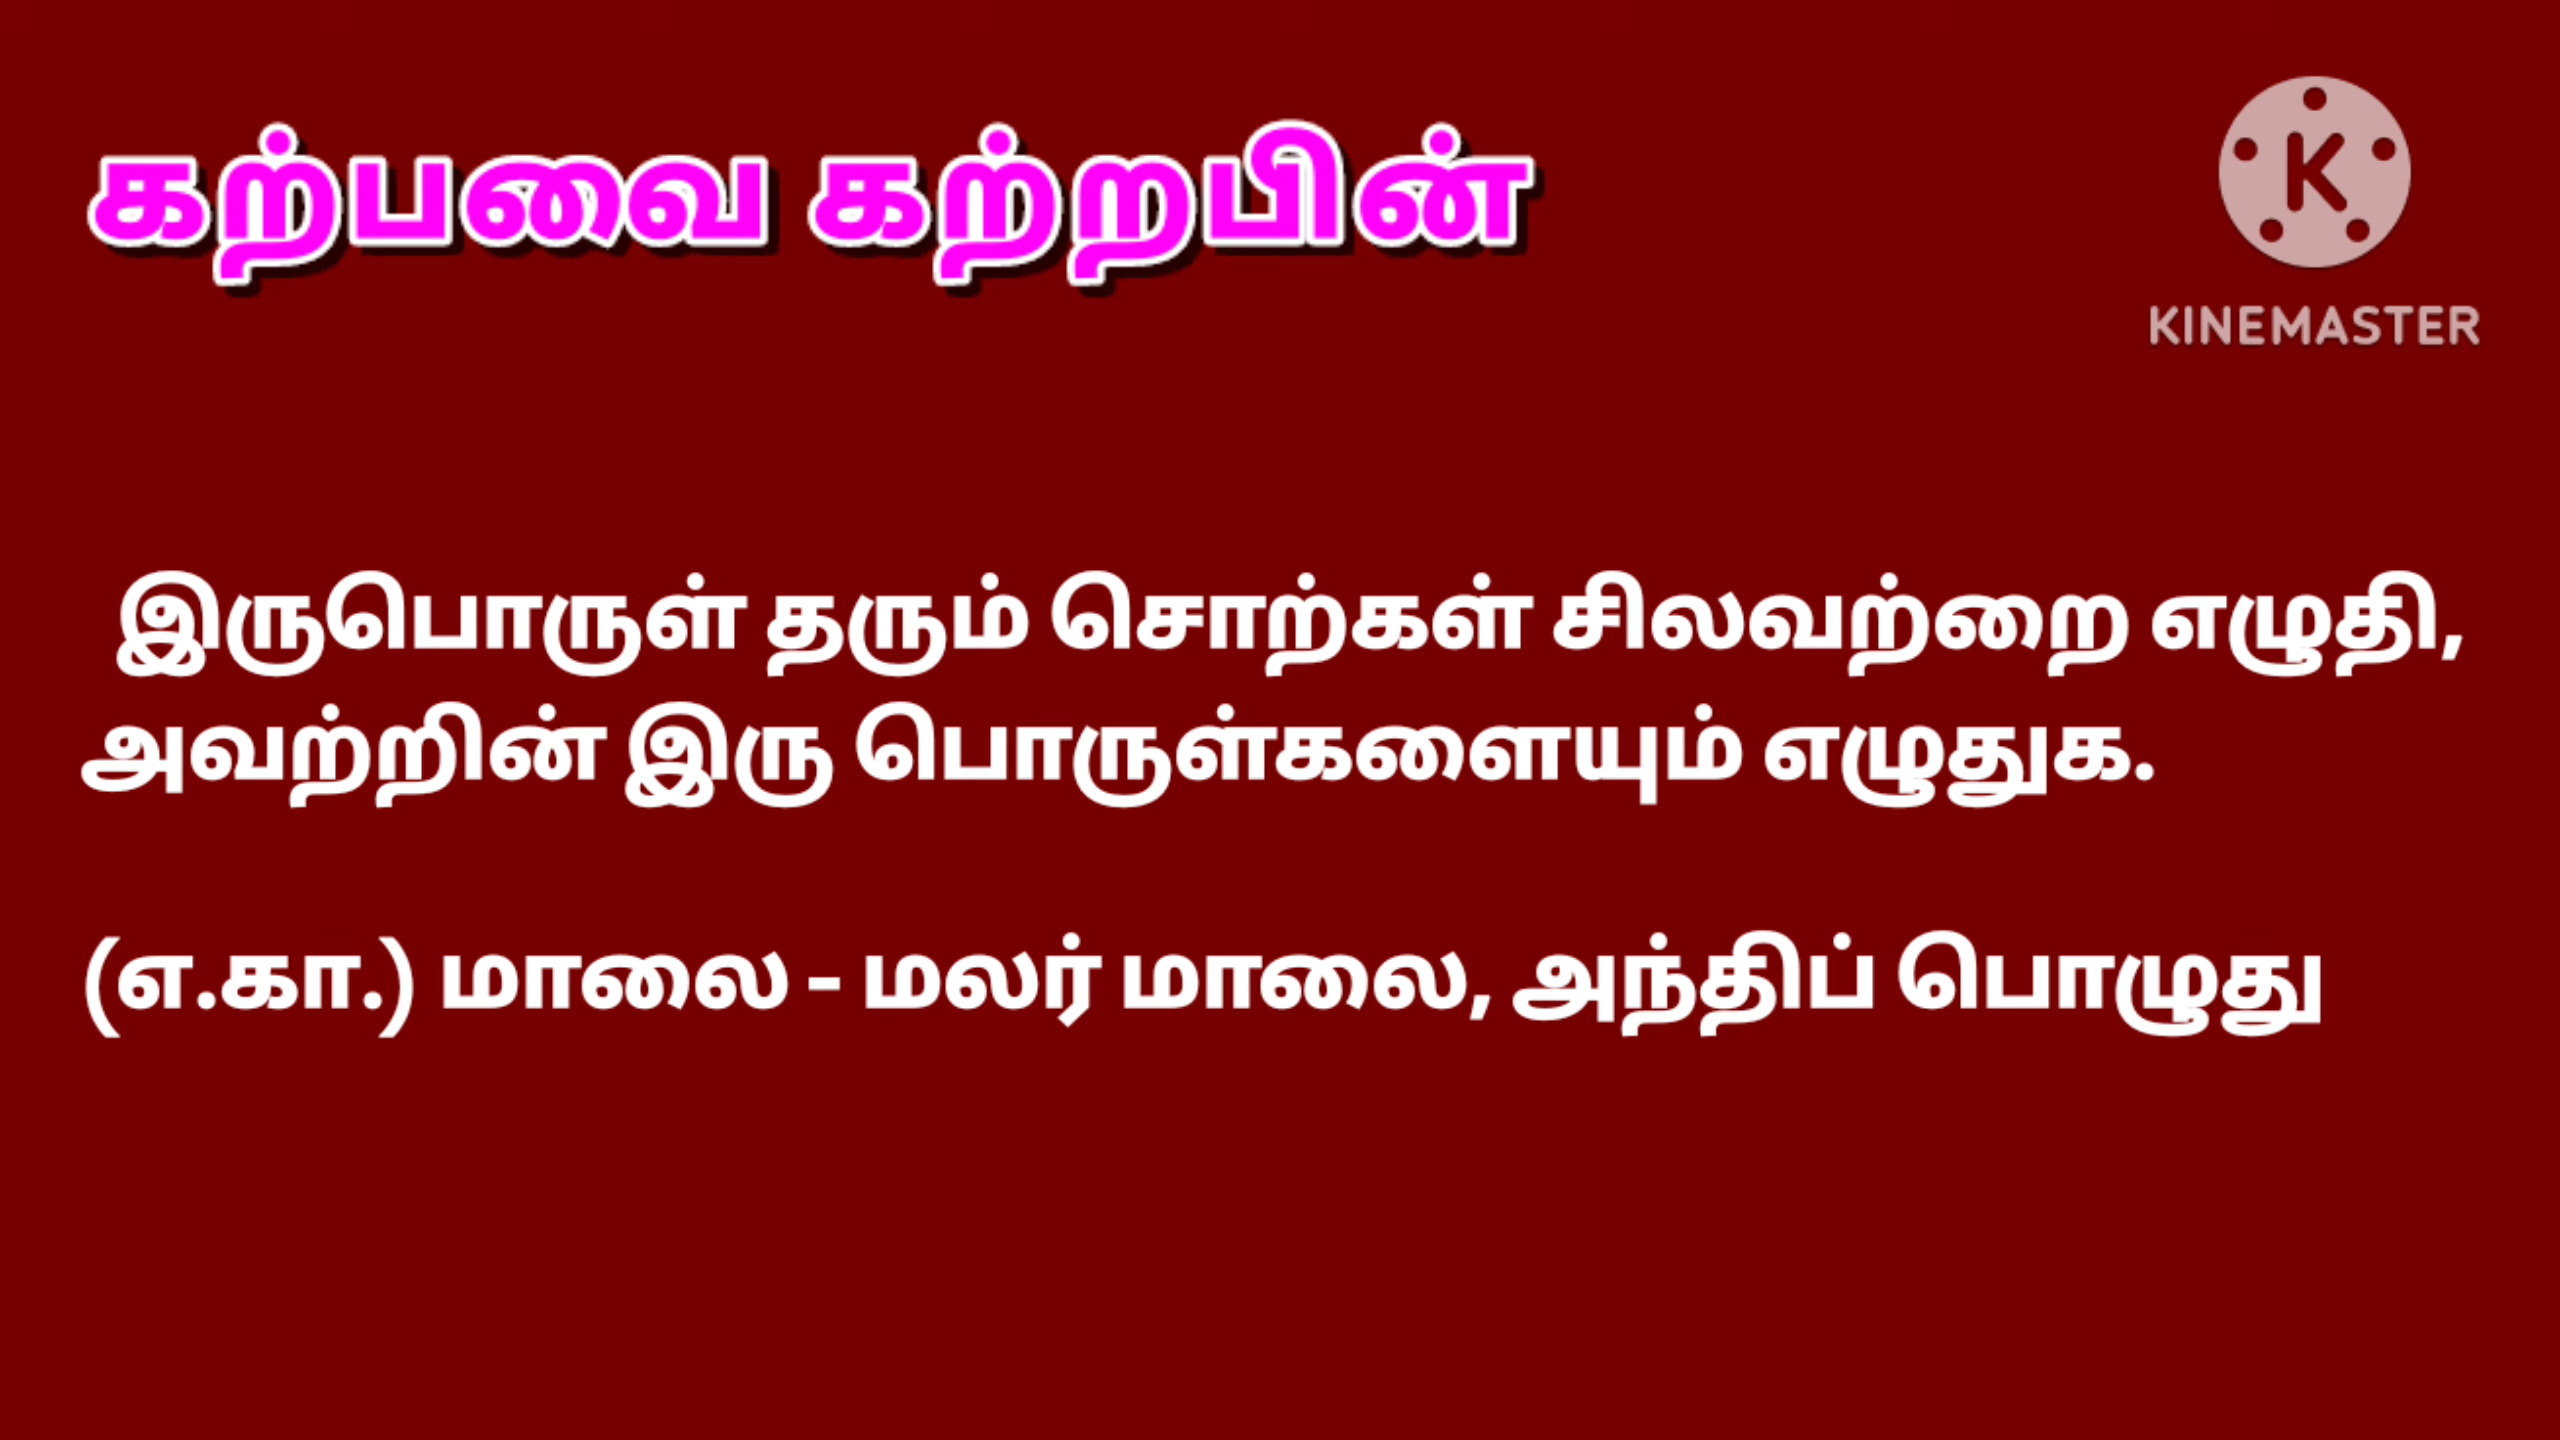 கற்பவை கற்றபின்
KINEMASTER
இருபொருள் தரும் சொற்கள் சிலவற்றை எழுதி,
அவற்றின் இரு பொருள்களையும் எழுதுக.
(எ.கா.) மாலை - மலர் மாலை, அந்திப் பொழுது